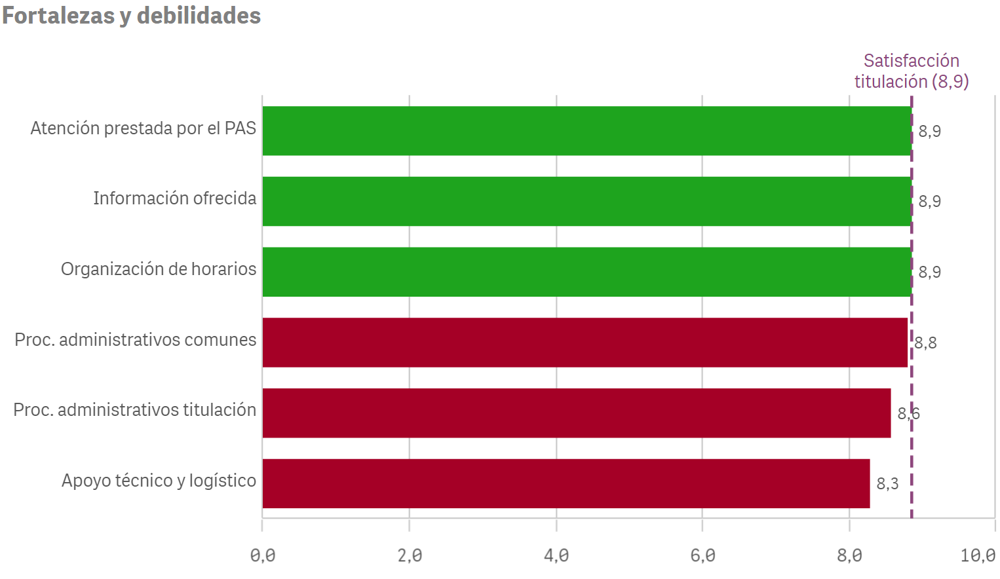 Fortalezas y debilidades
Satisfacción
titulación (8,9)
Atención prestada por el PAS
8,9
Información ofrecida
8,9
Organización de horarios
8,9
Proc. administrativos comunes
8,8
Proc. administrativos titulación
8,6
Apoyo técnico y logístico
8,3
0,0 2,0 4,0 6,0 8,0 10,0